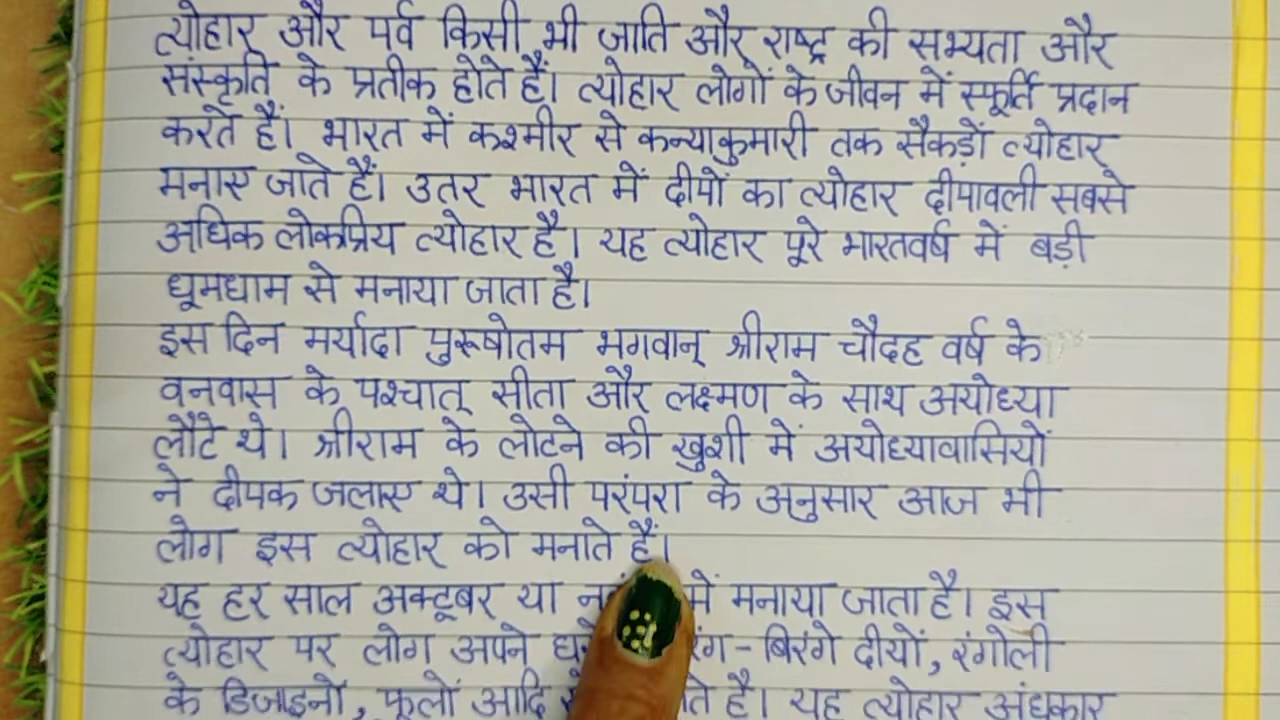 त्योहार और पर्व किसी भी जाति और राष्ट्र की सभ्यता और
संस्कृति के प्रतीक होते हैं। त्योहार लोगों के जीवन में स्फूर्ति प्रदान
करते हैं। भारत में कश्मीर से कन्याकुमारी तक सैकड़ों त्योहार
मनाए जाते हैं। उतर भारत में दीपों का त्योहार दीपावली सबसे
अधिक लोकप्रिय त्योहार है। यह त्योहार पूरे भारतवर्ष में बड़ी
धूमधाम से मनाया जाता है।
इस दिन मर्यादा पुरूषोतम भगवान् श्रीराम चौदह वर्ष के
वनवास के पश्चात् सीता और लक्ष्मण के साथ अयोध्या
लौटे थे। श्रीराम के लोटने की खुशी में अयोध्यावासियों
ने दीपक जलाए थे। उसी परंपरा के अनुसार आज भी
लोग इस त्योहार को मनाते हैं।
यह हर साल अक्टूबर या में मनाया जाता है। इस
त्योहार पर लोग अपने रंग-बिरंगे दीयों, रंगोली
के डिजाइनों, फूलों आदि है। यह त्योहार अंधकार